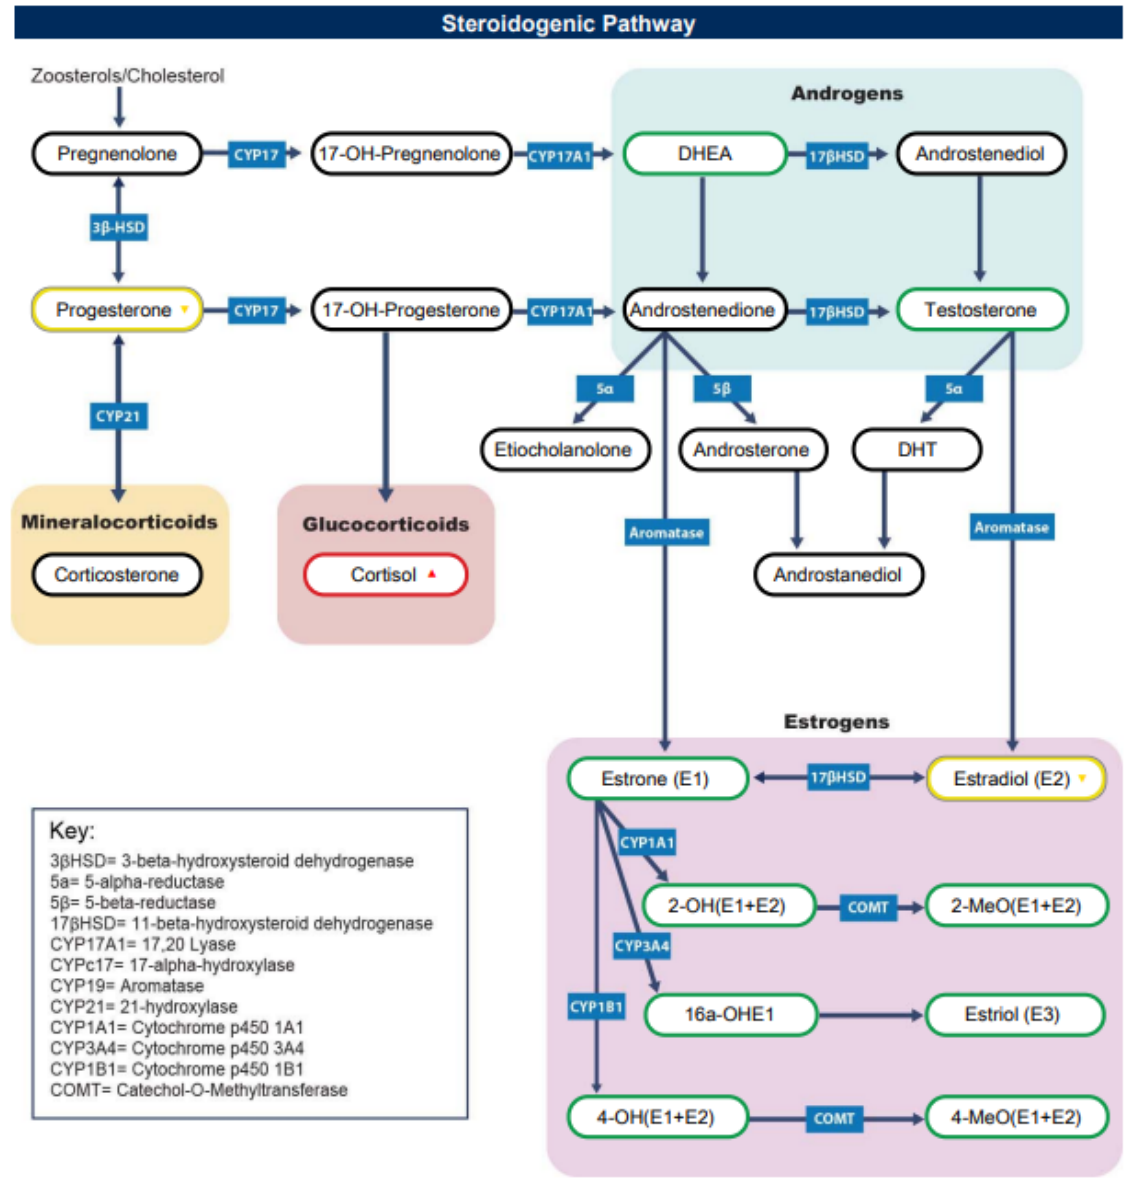 Steroidogenic Pathway
Zoosterols/Cholesterol
Androgens
Pregnenolone
CYP17
17-OH-Pregnenolone
CYP17A1
DHEA
17βHSD
Androstenediol
3β-HSD
Progesterone
CYP17
17-OH-Progesterone
CYP17A1
Androstenedione
17βHSD
Testosterone
5α
5β
5α
CYP21
Etiocholanolone
Androsterone
DHT
Mineralocorticoids
Glucocorticoids
Aromatase
Aromatase
Corticosterone
Cortisol
Androstanediol
Estrogens
Estrone (E1)
17βHSD
Estradiol (E2)
CYP1A1
2-OH(E1+E2)
COMT
2-MeO(E1+E2)
CYP3A4
CYP1B1
16a-OHE1
Estriol (E3)
4-OH(E1+E2)
COMT
4-MeO(E1+E2)
Key:
3βHSD= 3-beta-hydroxysteroid dehydrogenase
5a= 5-alpha-reductase
5β= 5-beta-reductase
17βHSD= 11-beta-hydroxysteroid dehydrogenase
CYP17A1= 17,20 Lyase
CYPc17= 17-alpha-hydroxylase
CYP19= Aromatase
CYP21= 21-hydroxylase
CYP1A1= Cytochrome p450 1A1
CYP3A4= Cytochrome p450 3A4
CYP1B1= Cytochrome p450 1B1
COMT= Catechol-O-Methyltransferase